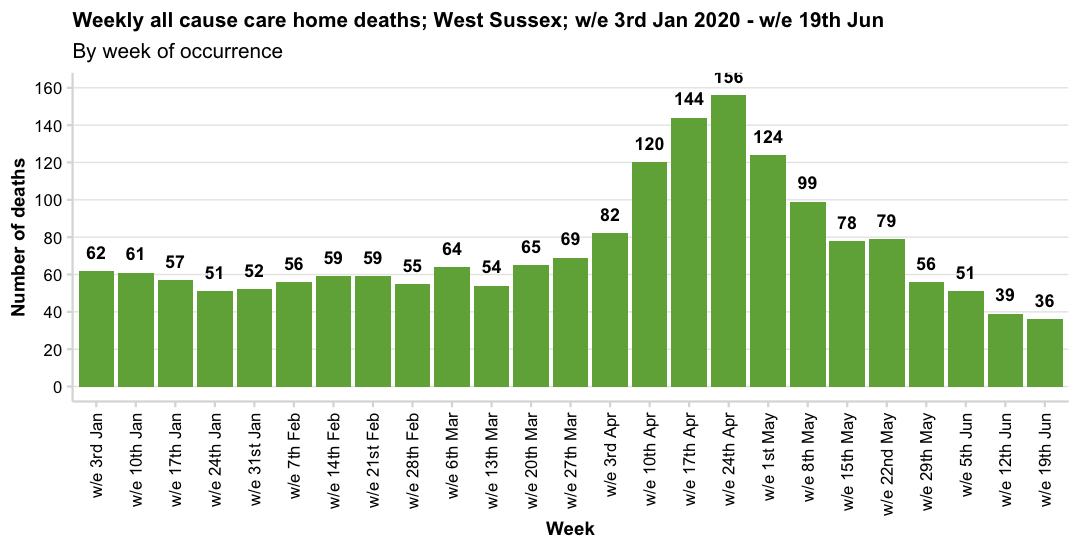 Weekly all cause care home deaths; West Sussex; w/e 3rd Jan 2020 - w/e 19th Jun
By week of occurrence
Number of deaths
160
140
120
100
80
60
40
20
0
62
61
57
51
52
56
59
59
55
64
54
65
69
82
120
144
156
124
99
78
79
56
51
39
36
w/e 3rd Jan
w/e 10th Jan
w/e 17th Jan
w/e 24th Jan
w/e 31st Jan
w/e 7th Feb
w/e 14th Feb
w/e 21st Feb
w/e 28th Feb
w/e 6th Mar
w/e 13th Mar
w/e 20th Mar
w/e 27th Mar
w/e 3rd Apr
w/e 10th Apr
w/e 17th Apr
w/e 24th Apr
w/e 1st May
w/e 8th May
w/e 15th May
w/e 22nd May
w/e 29th May
w/e 5th Jun
w/e 12th Jun
w/e 19th Jun
Week